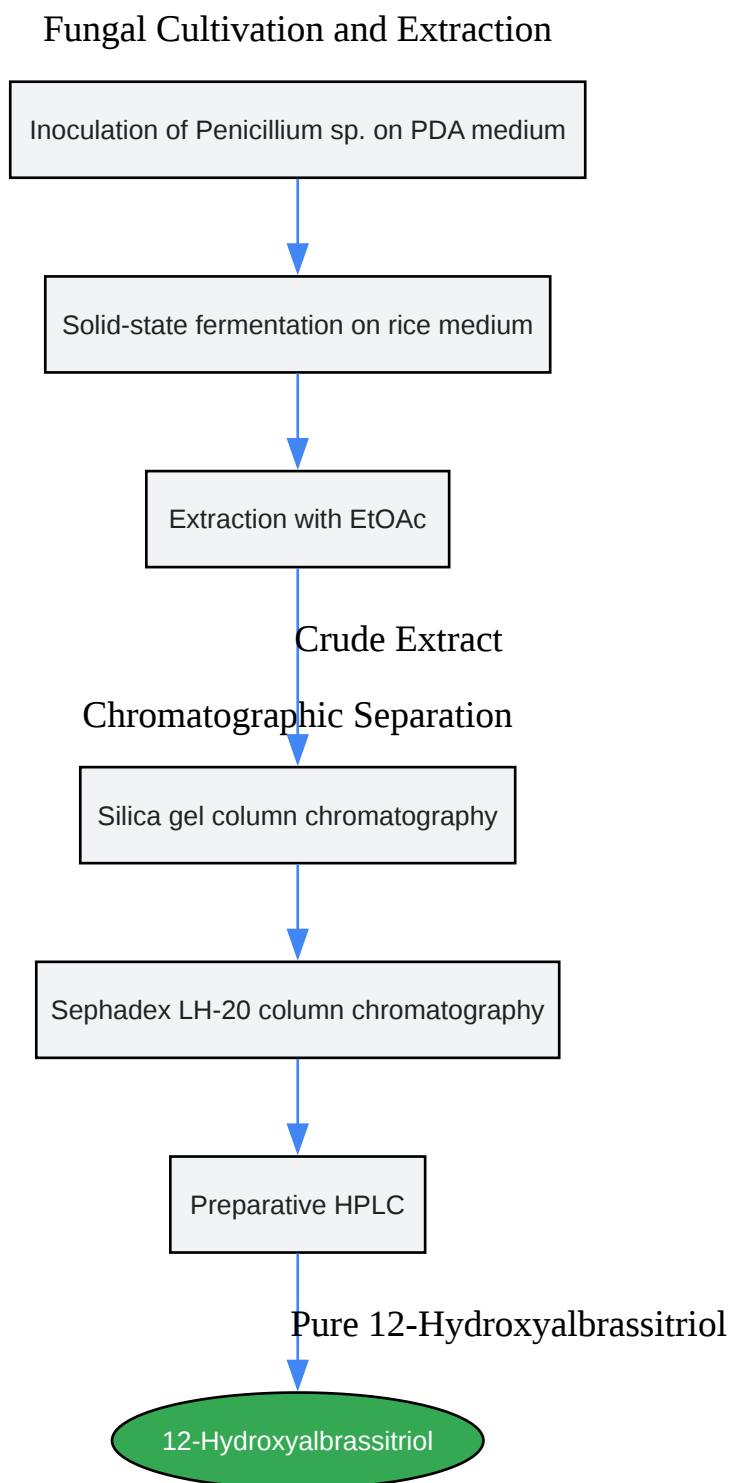 Fungal Cultivation and Extraction
Inoculation of Penicillium sp. on PDA medium
Solid-state fermentation on rice medium
Extraction with EtOAc
Crude Extract
Chromatographic Separation
Silica gel column chromatography
Sephadex LH-20 column chromatography
Preparative HPLC
Pure 12-Hydroxyalbrassitriol
12-Hydroxyalbrassitriol